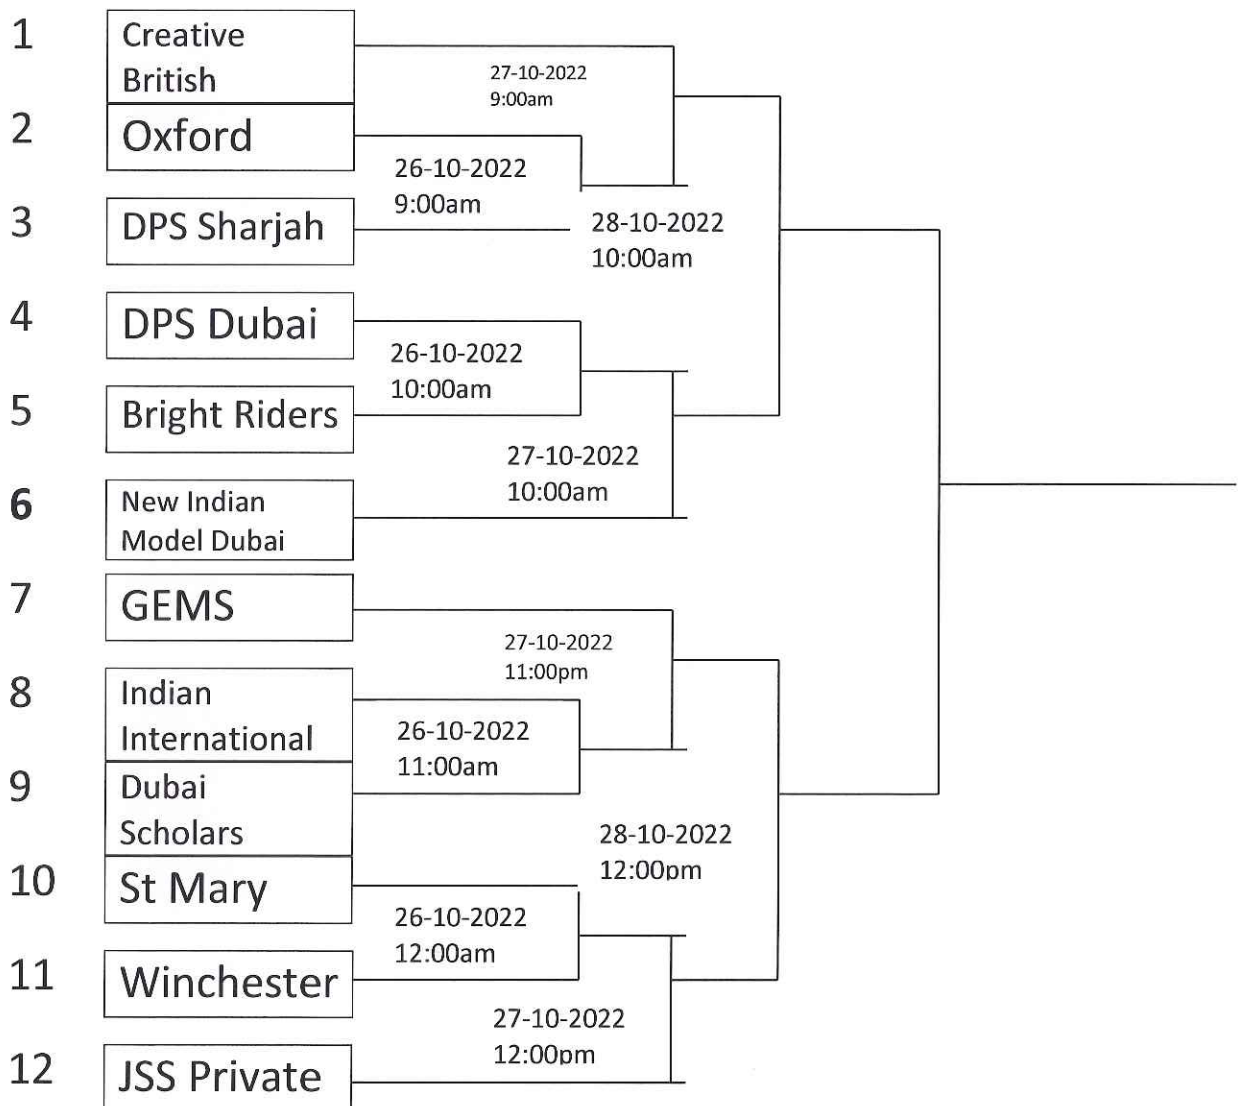 1
Creative
British
27-10-2022
9:00am
2
Oxford
26-10-2022
9:00am
3
DPS Sharjah
28-10-2022
10:00am
4
DPS Dubai
26-10-2022
10:00am
5
Bright Riders
27-10-2022
10:00am
6
New Indian
Model Dubai
7
GEMS
27-10-2022
11:00pm
8
Indian
International
26-10-2022
11:00am
9
Dubai
Scholars
28-10-2022
12:00pm
10
St Mary
26-10-2022
12:00am
11
Winchester
27-10-2022
12:00pm
12
JSS Private